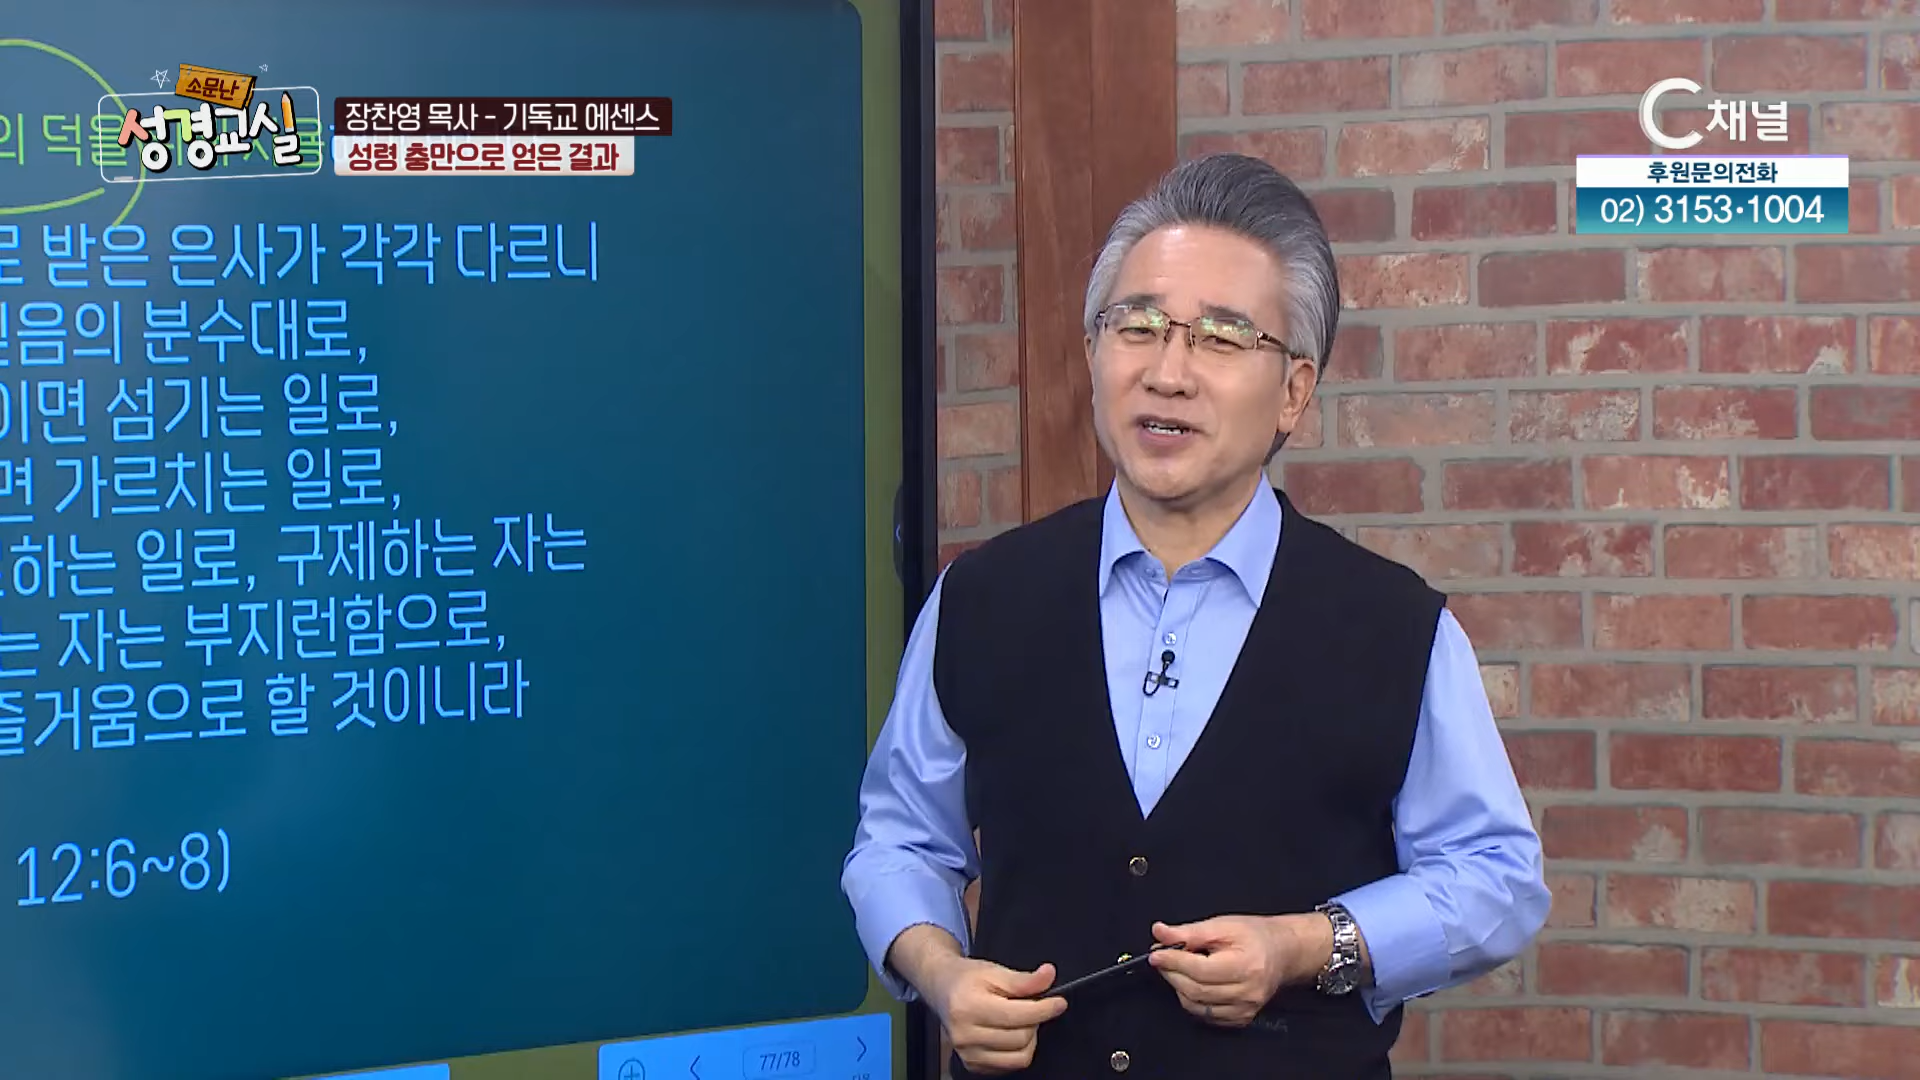 소문난
성경교실
장찬영 목사 - 기독교 에센스
성령 충만으로 얻은 결과
C채널
후원문의전화
02) 3153·1004
의 덕을
로 받은 은사가 각각 다르니
믿음의 분수대로,
이면 섬기는 일로,
면 가르치는 일로,
하는 일로, 구제하는 자는
는 자는 부지런함으로,
즐거움으로 할 것이니라
12:6~8)
77/78